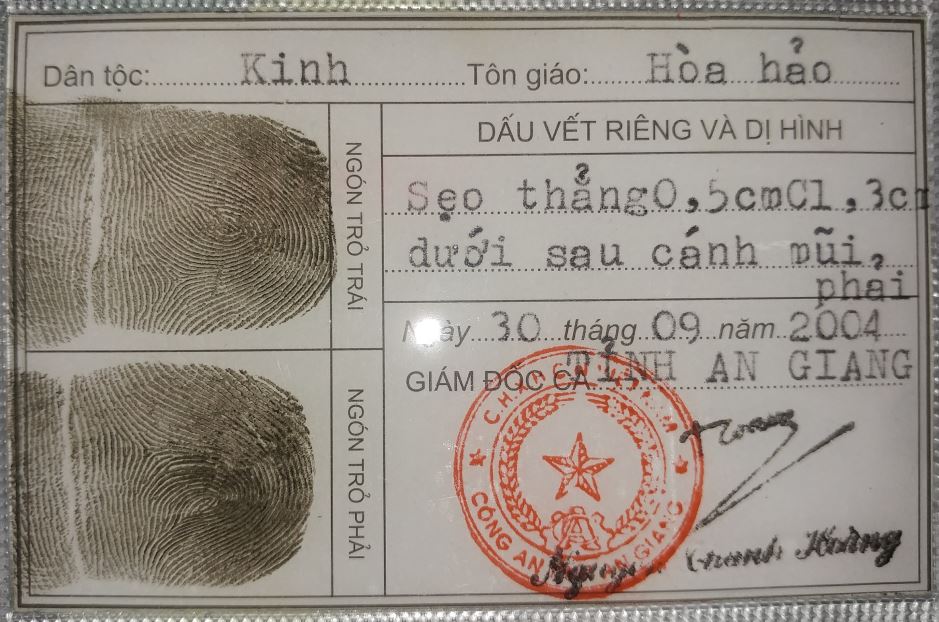 Dân tộc: Kinh Tôn giáo: Hòa hảo
NGÓN TRỎ TRÁI
NGÓN TRỎ PHẢI
DẤU VẾT RIÊNG VÀ DỊ HÌNH
Sẹo thẳng0,5cmC1,3cm
dưới sau cánh mũi,
phải
Ngày 30 tháng 09 năm 2004
GIÁM ĐỐC CA TỈNH AN GIANG
CÔNG AN AN GIANG
Thanh Hoàng